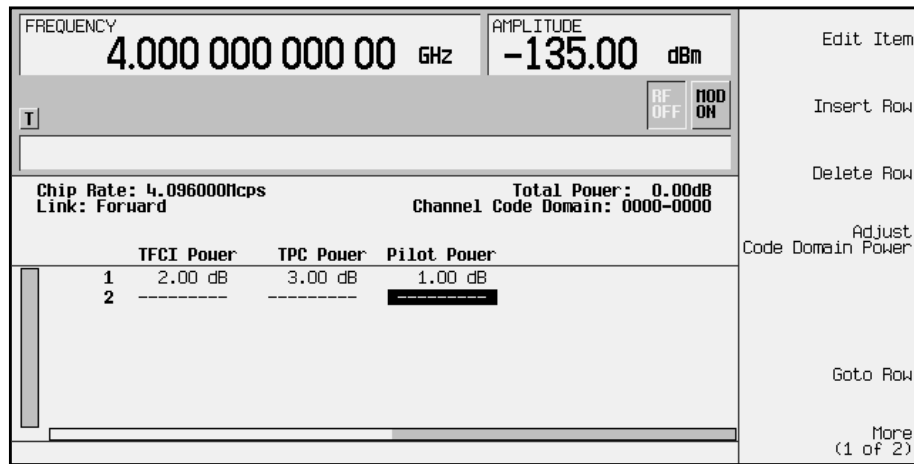 FREQUENCY
4.000 000 000 00 GHz
AMPLITUDE
-135.00 dBm
RF OFF
MOD ON
T
Chip Rate: 4.096000Mcps
Total Power: 0.00dB
Link: Forward
Channel Code Domain: 0000-0000
TFCI Power TPC Power Pilot Power
1 2.00 dB 3.00 dB 1.00 dB
2 --------- --------- ---------
Edit Item
Insert Row
Delete Row
Adjust
Code Domain Power
Goto Row
More
(1 of 2)